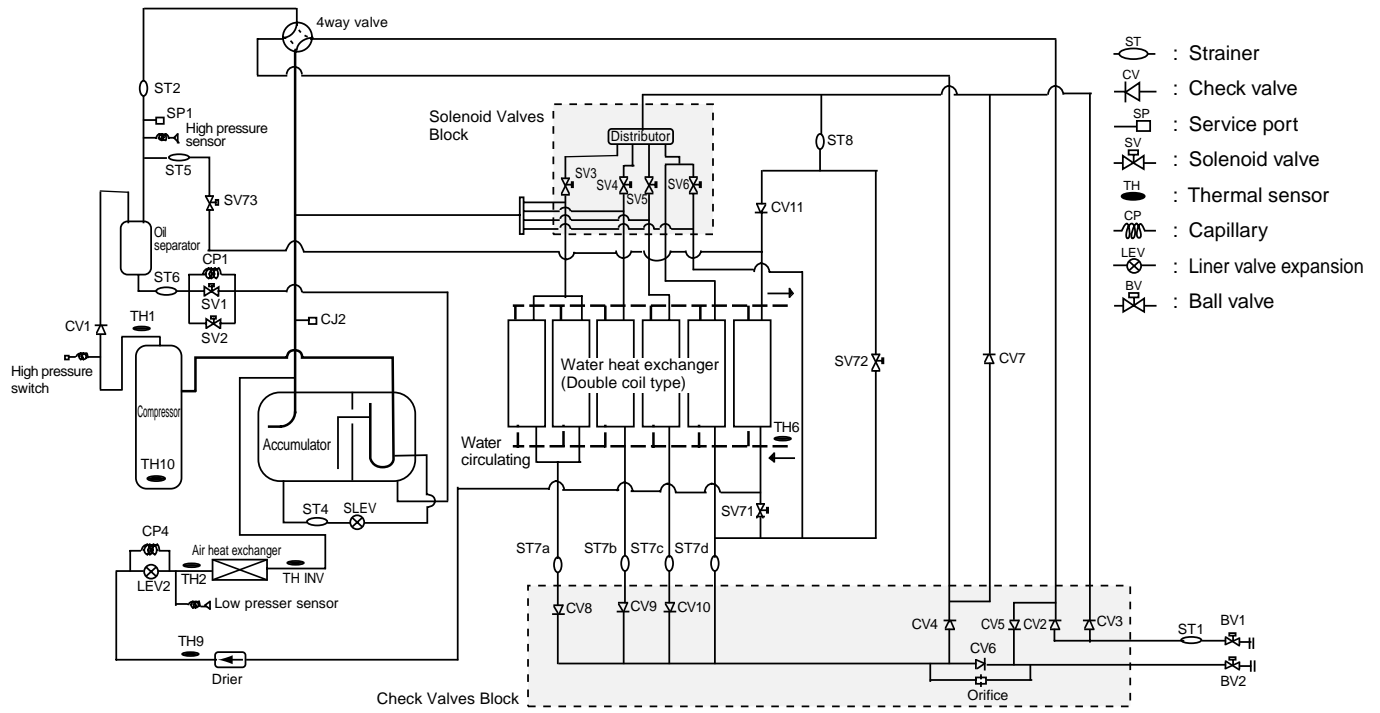 4way valve
ST2
SP1
High pressure
sensor
ST5
SV73
Oil
separator
CP1
ST6
SV1
SV2
CV1
TH1
High pressure
switch
Compressor
TH10
CJ2
Accumulator
ST4
SLEV
CP4
Air heat exchanger
LEV2
TH2
TH INV
Low presser sensor
TH9
Drier
Solenoid Valves
Block
Distributor
SV3
SV4
SV5
SV6
ST8
CV11
Water heat exchanger
(Double coil type)
SV72
CV7
TH6
Water
circulating
SV71
ST7a
ST7b
ST7c
ST7d
CV8
CV9
CV10
CV4
CV5
CV2
CV3
CV6
Orifice
ST1
BV1
BV2
Check Valves Block
ST : Strainer
CV : Check valve
SP : Service port
SV : Solenoid valve
TH : Thermal sensor
CP : Capillary
LEV : Liner valve expansion
BV : Ball valve